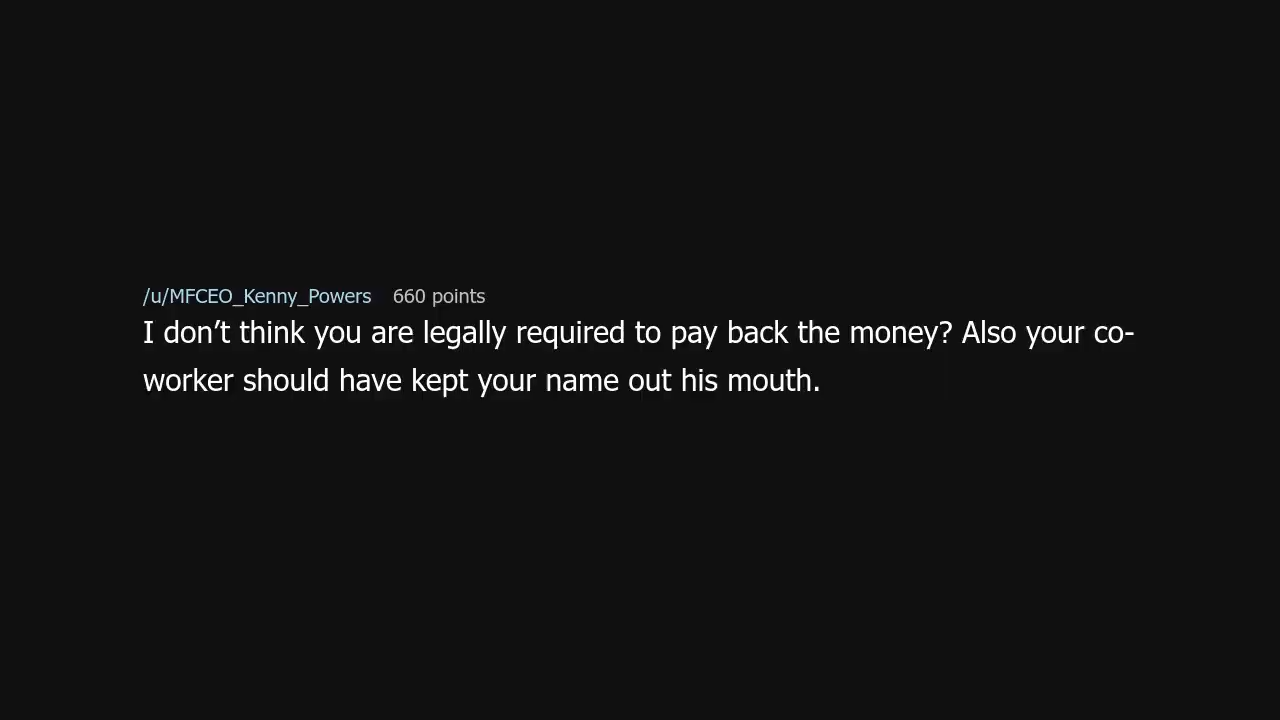 /u/MFCEO_Kenny_Powers 660 points
I don’t think you are legally required to pay back the money? Also your co-
worker should have kept your name out his mouth.